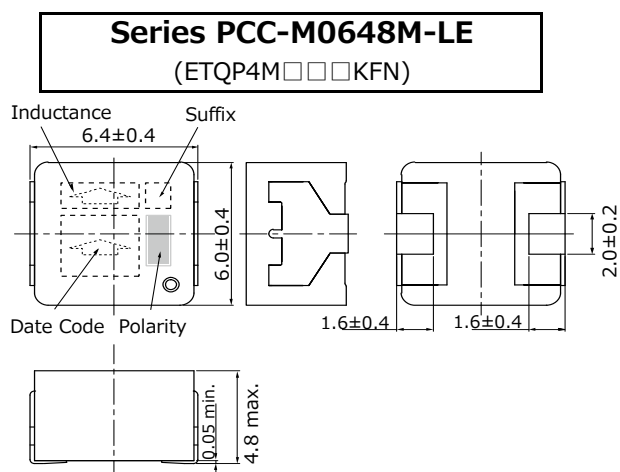 Series PCC-M0648M-LE
(ETQP4M□□□KFN)
Inductance
Suffix
6.4±0.4
6.0±0.4
2.0±0.2
Date Code
Polarity
1.6±0.4
1.6±0.4
0.05 min.
4.8 max.